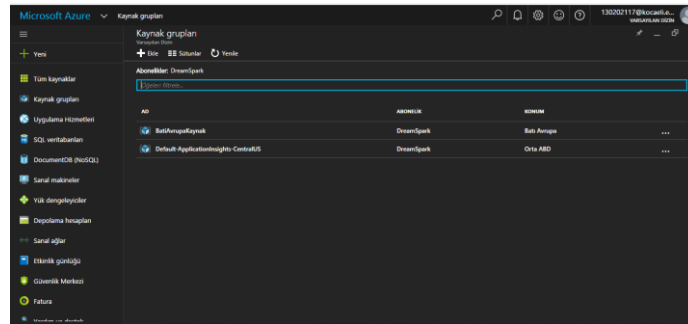 Microsoft Azure Kaynak grupları
130202117@kocaeli.e...
VARSAYILAN DİZİN
Kaynak grupları
Varsayılan Dizin
Yeni
Ekle Sütunlar Yenile
Abonelikler: DreamSpark
Öğeleri filtrele...
Tüm kaynaklar
Kaynak grupları
Uygulama Hizmetleri
SQL veritabanları
DocumentDB (NoSQL)
Sanal makineler
Yük dengeleyiciler
Depolama hesapları
Sanal ağlar
Etkinlik günlüğü
Güvenlik Merkezi
Fatura
Yardım ve destek
AD ABONELİK KONUM
BatiAvrupaKaynak DreamSpark Batı Avrupa ...
Default-ApplicationInsights-CentralUS DreamSpark Orta ABD ...